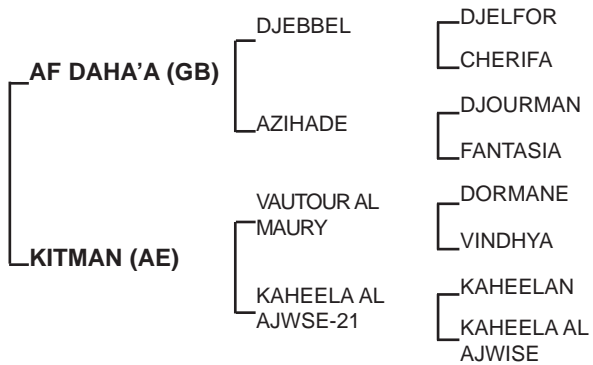 DJEBBEL
DJELFOR
AF DAHA’A (GB)
CHERIFA
AZIHADE
DJOURMAN
FANTASIA
VAUTOUR AL
MAURY
DORMANE
KITMAN (AE)
VINDHYA
KAHEELA AL
AJWSE-21
KAHEELAN
KAHEELA AL
AJWISE